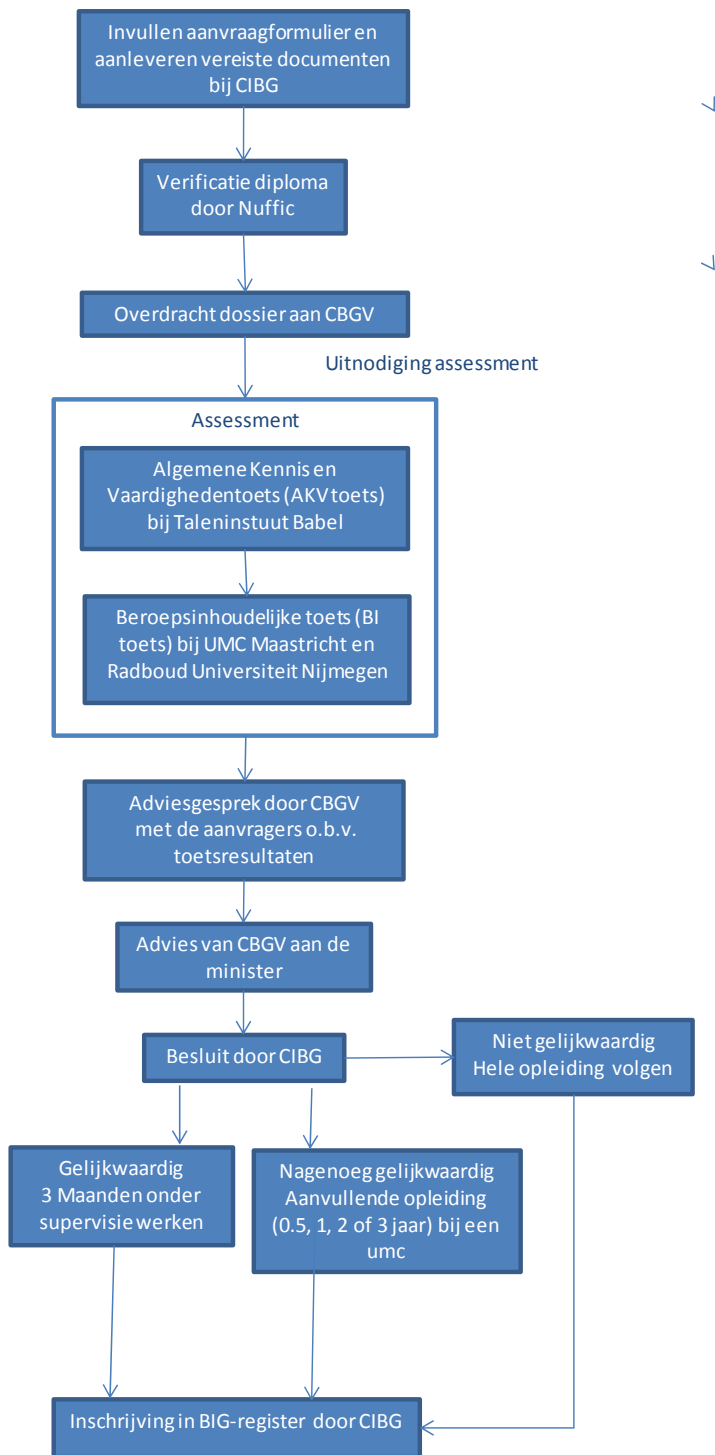 Invullen aanvraagformulier en
aanleveren vereiste documenten
bij CIBG
Verificatie diploma
door Nuffic
Overdracht dossier aan CBGV
Uitnodiging assessment
Assessment
Algemene Kennis en
Vaardighedentoets (AKV toets)
bij Taleninstuut Babel
Beroepsinhoudelijke toets (BI
toets) bij UMC Maastricht en
Radboud Universiteit Nijmegen
Adviesgesprek door CBGV
met de aanvragers o.b.v.
toetsresultaten
Advies van CBGV aan de
minister
Besluit door CIBG
Niet gelijkwaardig
Hele opleiding volgen
Gelijkwaardig
3 Maanden onder
supervisie werken
Nagenoeg gelijkwaardig
Aanvullende opleiding
(0.5, 1, 2 of 3 jaar) bij een
umc
Inschrijving in BIG-register door CIBG